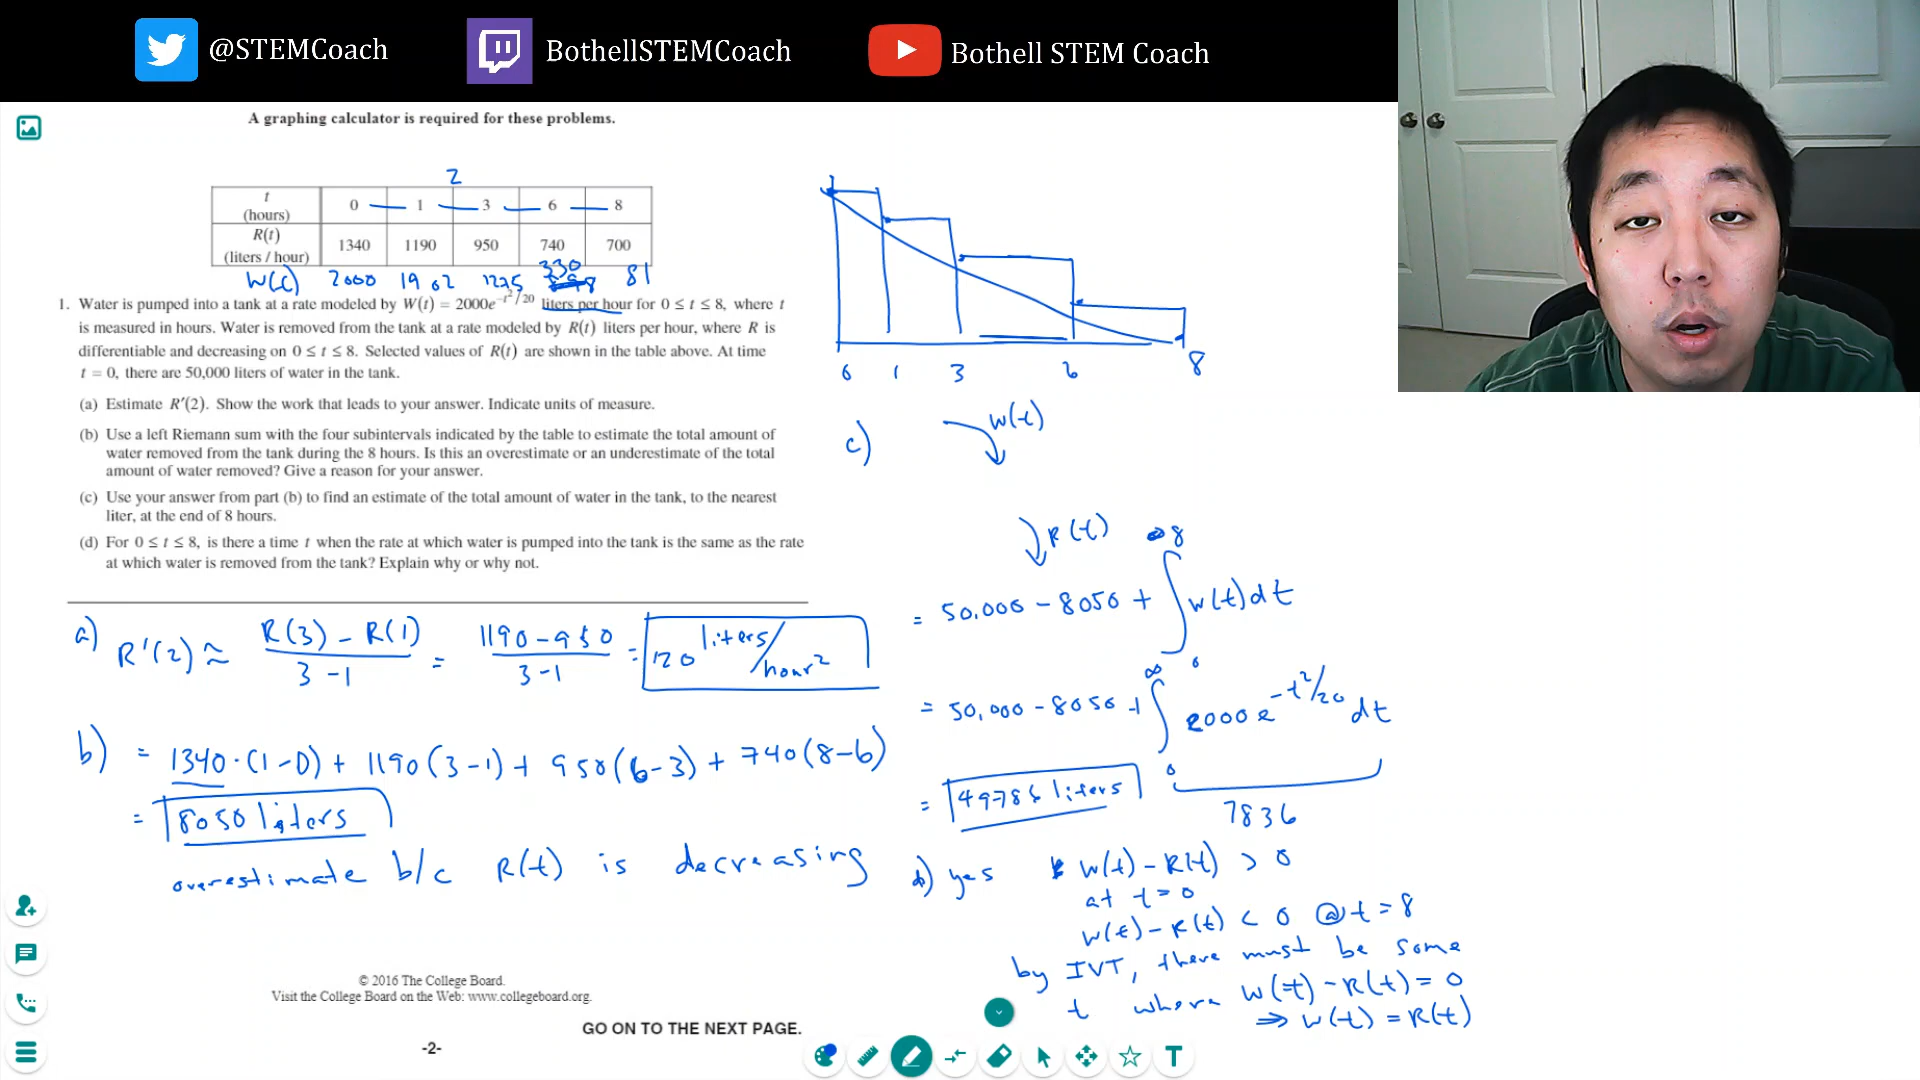 @STEMCoach BothellSTEMCoach Bothell STEM Coach
A graphing calculator is required for these problems.
2
t (hours) 0 1 3 6 8
R(t) (liters / hour) 1340 1190 950 740 700
W(t) 2000 1902 1275 330 81
1. Water is pumped into a tank at a rate modeled by W(t) = 2000e^{-t²/20} liters per hour for 0 ≤ t ≤ 8, where t
is measured in hours. Water is removed from the tank at a rate modeled by R(t) liters per hour, where R is
differentiable and decreasing on 0 ≤ t ≤ 8. Selected values of R(t) are shown in the table above. At time
t = 0, there are 50,000 liters of water in the tank.
(a) Estimate R′(2). Show the work that leads to your answer. Indicate units of measure.
(b) Use a left Riemann sum with the four subintervals indicated by the table to estimate the total amount of
water removed from the tank during the 8 hours. Is this an overestimate or an underestimate of the total
amount of water removed? Give a reason for your answer.
(c) Use your answer from part (b) to find an estimate of the total amount of water in the tank, to the nearest
liter, at the end of 8 hours.
(d) For 0 ≤ t ≤ 8, is there a time t when the rate at which water is pumped into the tank is the same as the rate
at which water is removed from the tank? Explain why or why not.
a) R'(2) ≈ (R(3) - R(1))/(3-1) = (1190-950)/(3-1) = 120 liters/hour²
b) = 1340·(1-0) + 1190(3-1) + 950(6-3) + 740(8-6)
= 8050 liters
overestimate b/c R(t) is decreasing
0 1 3 6 8
c) W(t)
R(t)
= 50,000 - 8050 + ∫_0^8 W(t)dt
= 50,000 - 8050 + ∫_0^∞ 2000e^{-t²/20} dt
7836
= 49786 liters
d) yes W(t) - R(t) > 0
at t=0
W(t) - R(t) < 0 @ t = 8
by IVT, there must be some
t where W(t) - R(t) = 0
⇒ W(t) = R(t)
© 2016 The College Board.
Visit the College Board on the Web: www.collegeboard.org.
GO ON TO THE NEXT PAGE.
-2-
T